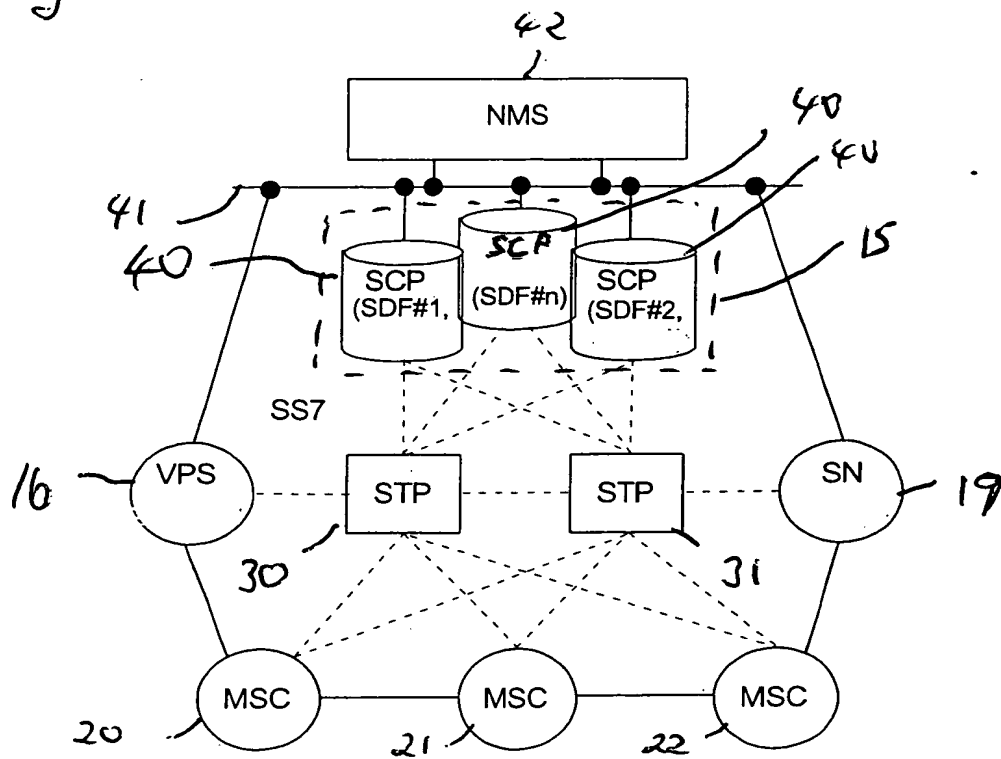 42
NMS
40
40
41
40
15
SCP
(SDF#1,
SCP
(SDF#n)
SCP
(SDF#2,
SS7
16
VPS
STP
STP
SN
19
30
31
MSC
MSC
MSC
20
21
22